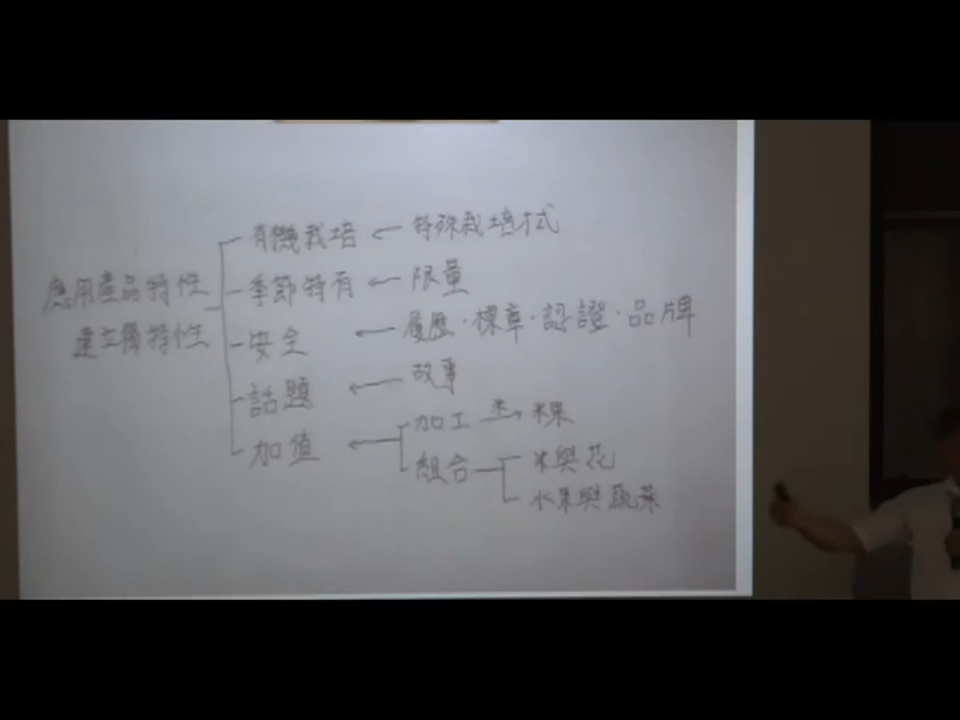 應用產品特性
建立獨特性
有機栽培 ← 特殊栽培方式
季節特有 ← 限量
安全 ← 履歷·標章·認證·品牌
話題 ← 故事
加值 ← 加工 米→ 粿
組合 米與花
水果與蔬菜